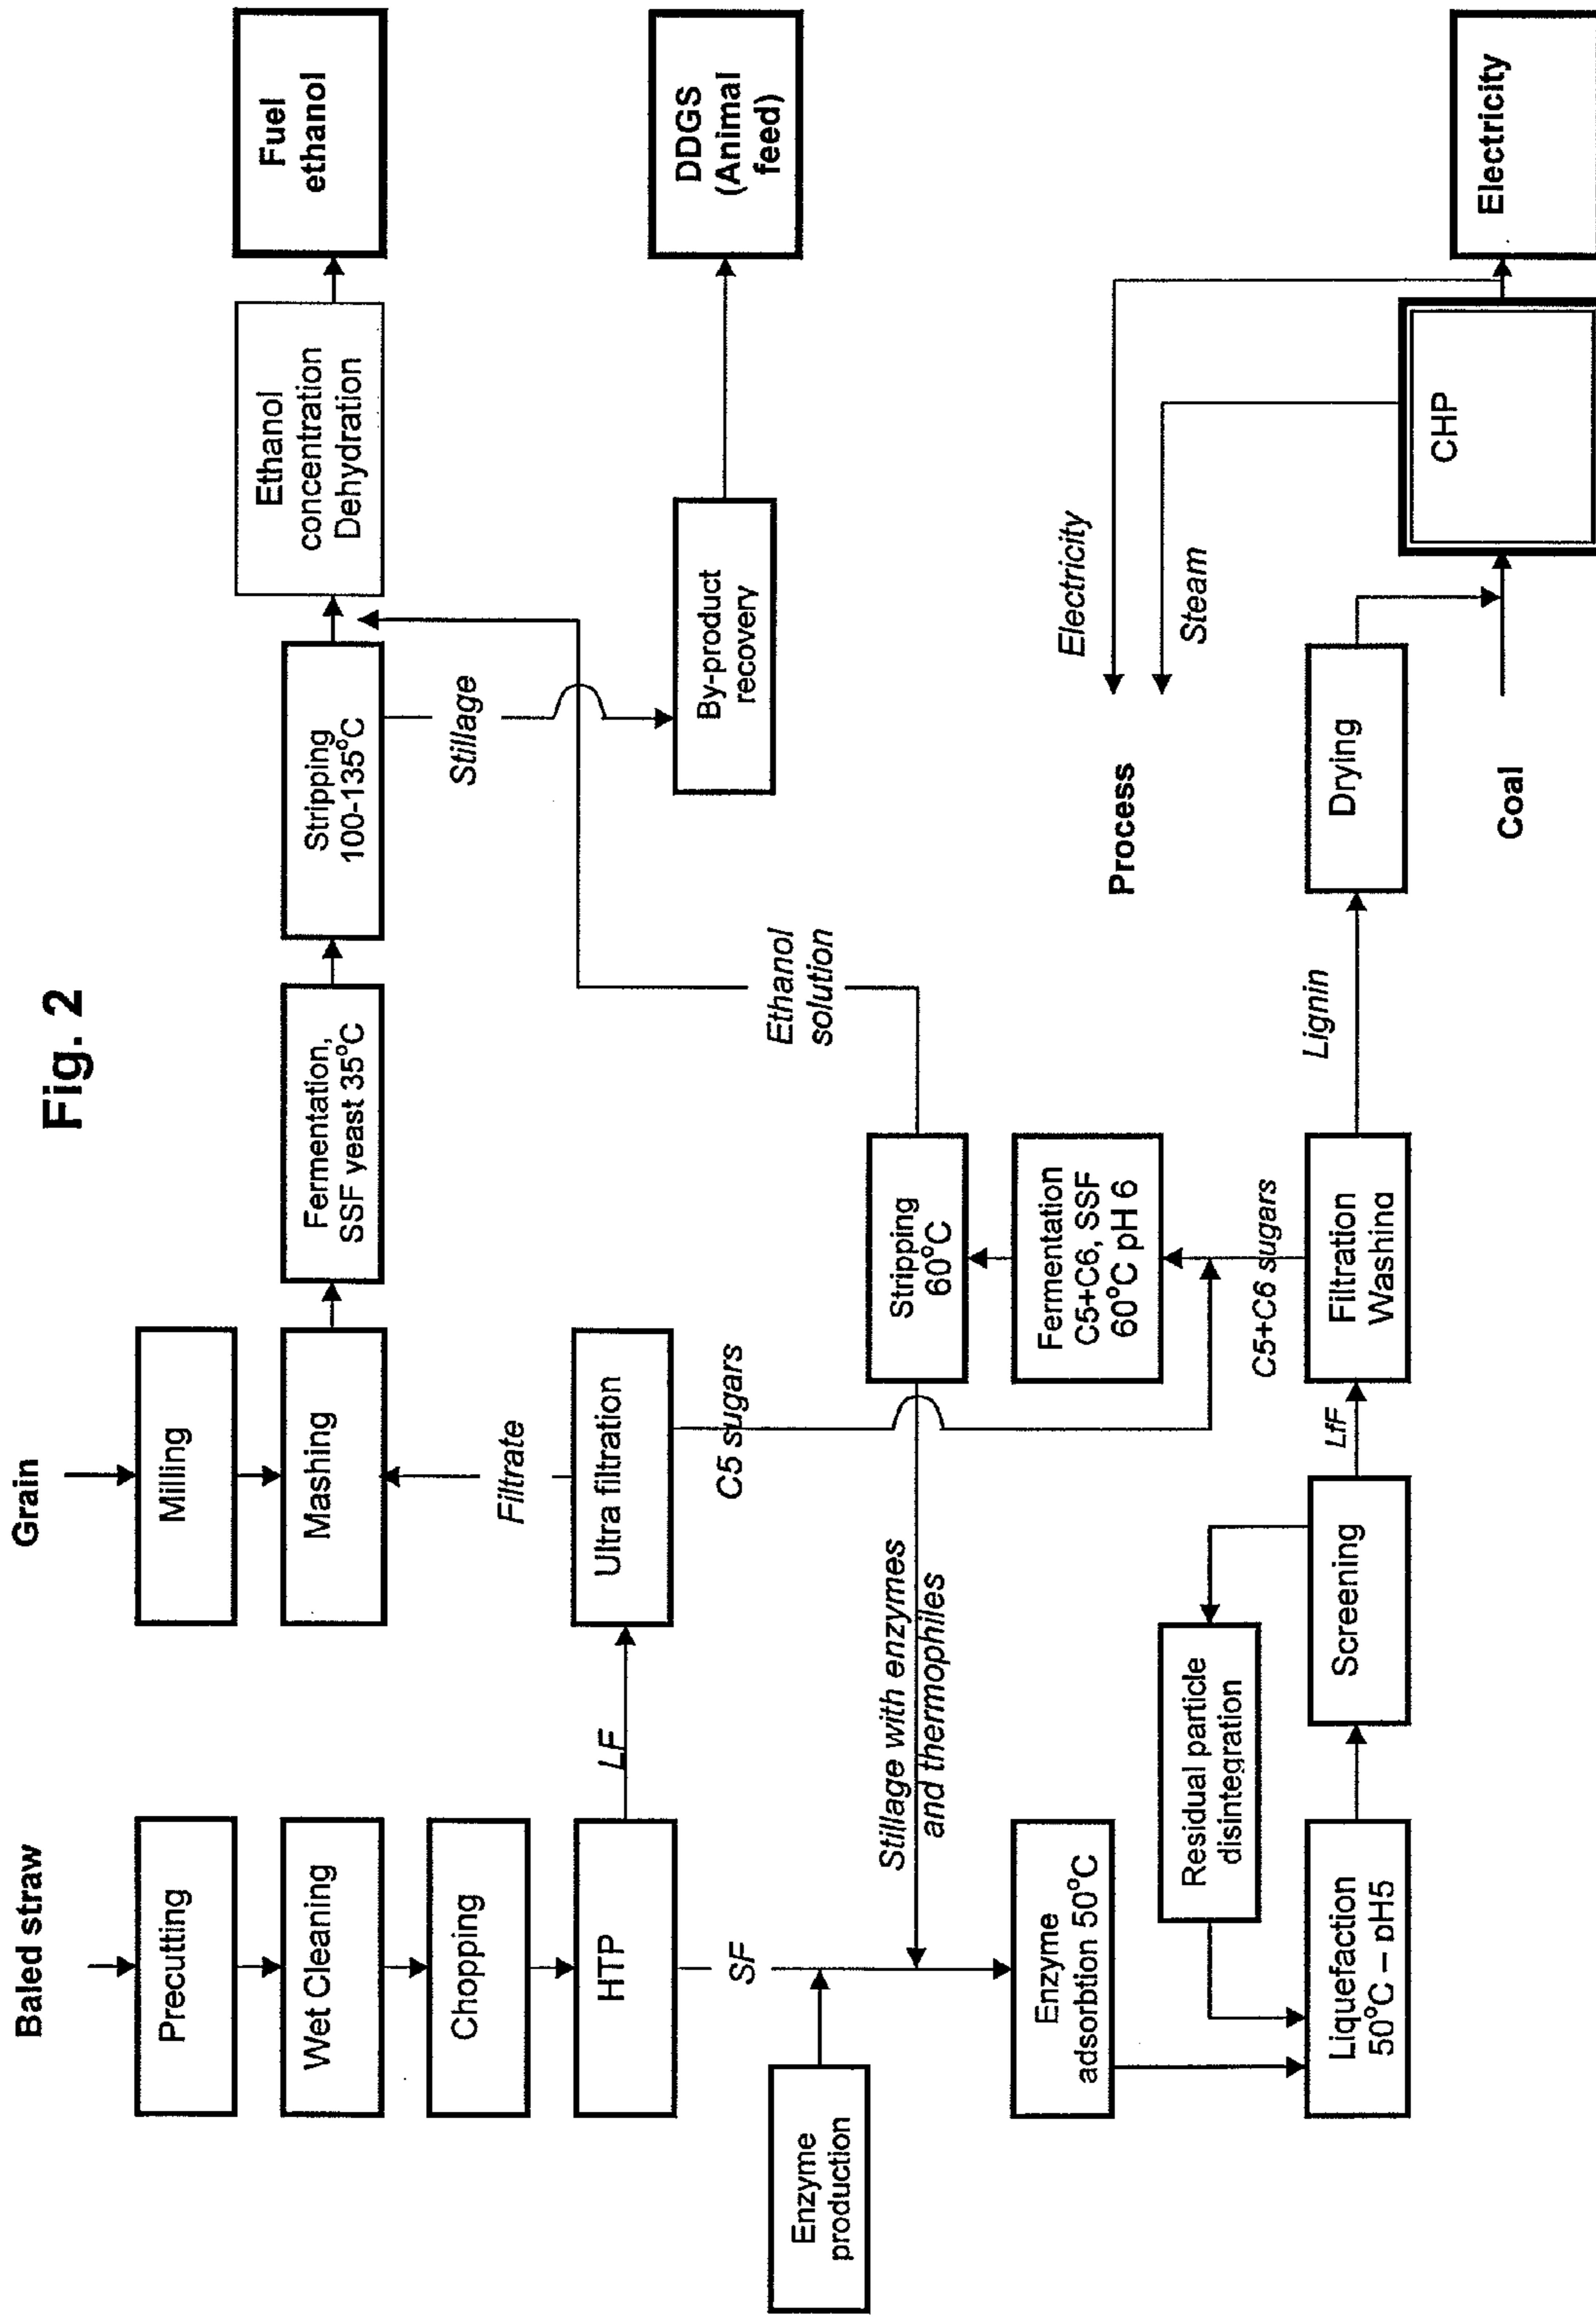 Fig. 2
Baled straw
Precutting
Wet Cleaning
Chopping
HTP
LF
SF
Enzyme
production
Enzyme
adsorbtion 50°C
Liquefaction
50°C – pH5
Residual particle
disintegration
Screening
LfF
Filtration
Washing
C5+C6 sugars
Fermentation
C5+C6, SSF
60°C pH 6
Stripping
60°C
Stillage with enzymes
and thermophiles
Ethanol
solution
Grain
Milling
Mashing
Filtrate
Ultra filtration
C5 sugars
Fermentation,
SSF yeast 35°C
Stripping
100-135°C
Stillage
By-product
recovery
Ethanol
concentration
Dehydration
Fuel
ethanol
DDGS
(Animal
feed)
Lignin
Drying
Coal
Process
Electricity
Steam
CHP
Electricity